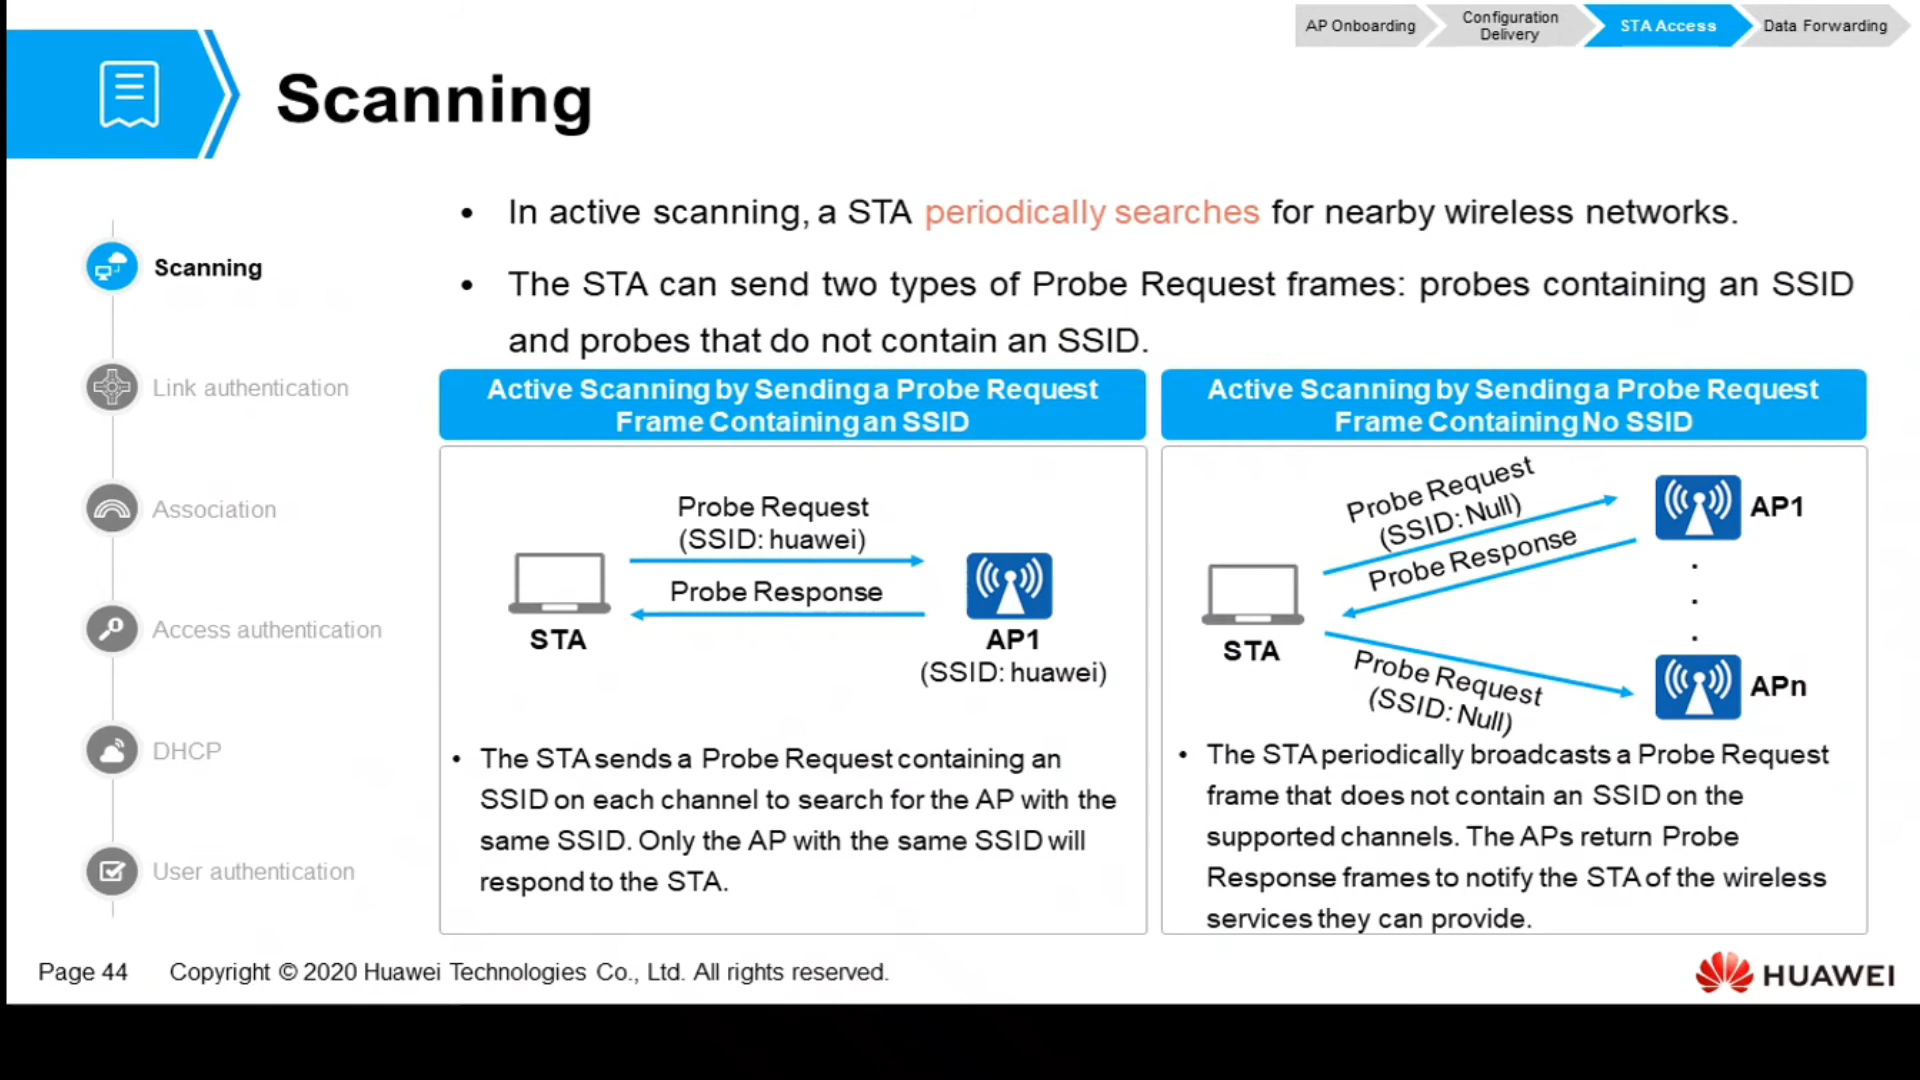 AP Onboarding
Configuration
Delivery
STA Access
Data Forwarding
Scanning
• In active scanning, a STA periodically searches for nearby wireless networks.
• The STA can send two types of Probe Request frames: probes containing an SSID
and probes that do not contain an SSID.
Scanning
Link authentication
Association
Access authentication
DHCP
User authentication
Active Scanning by Sending a Probe Request
Frame Containing an SSID
Probe Request
(SSID: huawei)
Probe Response
STA
AP1
(SSID: huawei)
• The STA sends a Probe Request containing an
SSID on each channel to search for the AP with the
same SSID. Only the AP with the same SSID will
respond to the STA.
Active Scanning by Sending a Probe Request
Frame Containing No SSID
Probe Request
(SSID: Null)
Probe Response
AP1
.
.
.
STA
Probe Request
(SSID: Null)
APn
• The STA periodically broadcasts a Probe Request
frame that does not contain an SSID on the
supported channels. The APs return Probe
Response frames to notify the STA of the wireless
services they can provide.
Page 44
Copyright © 2020 Huawei Technologies Co., Ltd. All rights reserved.
HUAWEI